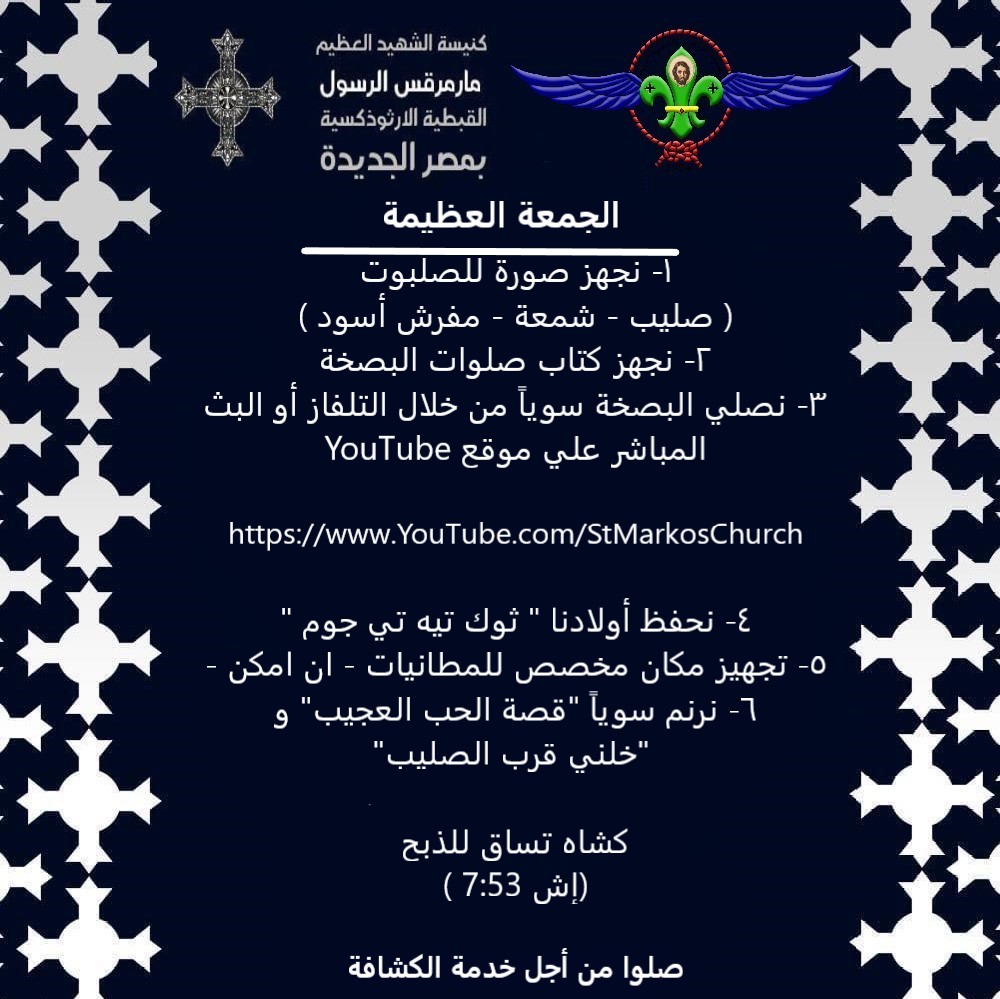 كنيسة الشهيد العظيم
مارمرقس الرسول
القبطية الارثوذكسية
بمصر الجديدة
الجمعة العظيمة
١- نجهز صورة للصلبوت
( صليب - شمعة - مفرش أسود )
٢- نجهز كتاب صلوات البصخة
٣- نصلي البصخة سوياً من خلال التلفاز أو البث
المباشر علي موقع YouTube
https://www.YouTube.com/StMarkosChurch
٤- نحفظ أولادنا " ثوك تيه تي جوم "
٥- تجهيز مكان مخصص للمطانيات - ان امكن -
٦- نرنم سوياً "قصة الحب العجيب" و
"خلني قرب الصليب"
كشاه تساق للذبح
(إش 7:53 )
صلوا من أجل خدمة الكشافة